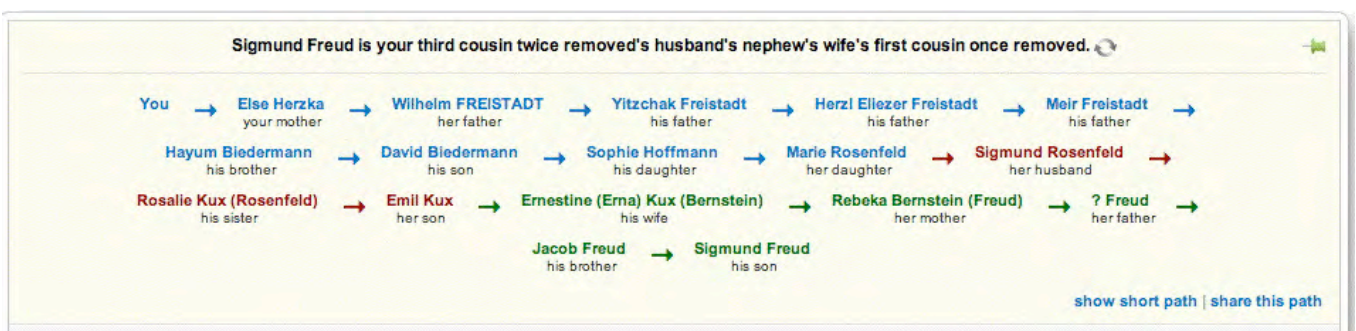 Sigmund Freud is your third cousin twice removed's husband's nephew's wife's first cousin once removed.
You → Else Herzka → Wilhelm FREISTADT → Yitzchak Freistadt → Herzl Eliezer Freistadt → Meir Freistadt →
your mother her father his father his father his father
Hayum Biedermann → David Biedermann → Sophie Hoffmann → Marie Rosenfeld → Sigmund Rosenfeld →
his brother his son his daughter her daughter her husband
Rosalie Kux (Rosenfeld) → Emil Kux → Ernestine (Erna) Kux (Bernstein) → Rebeka Bernstein (Freud) → ? Freud →
his sister her son his wife her mother her father
Jacob Freud → Sigmund Freud
his brother his son
show short path | share this path